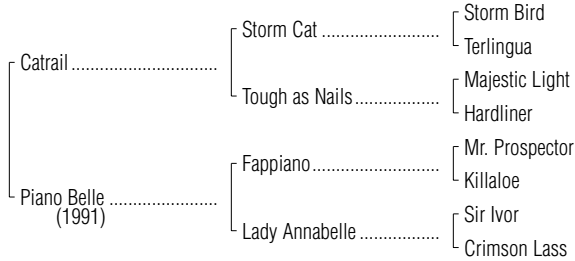 Storm Bird
Storm Cat ........................
Terlingua
Catrail ..............................
Majestic Light
Tough as Nails .................
Hardliner
Mr. Prospector
Fappiano ..........................
Killaloe
Piano Belle ......................
(1991)
Sir Ivor
Lady Annabelle ................
Crimson Lass